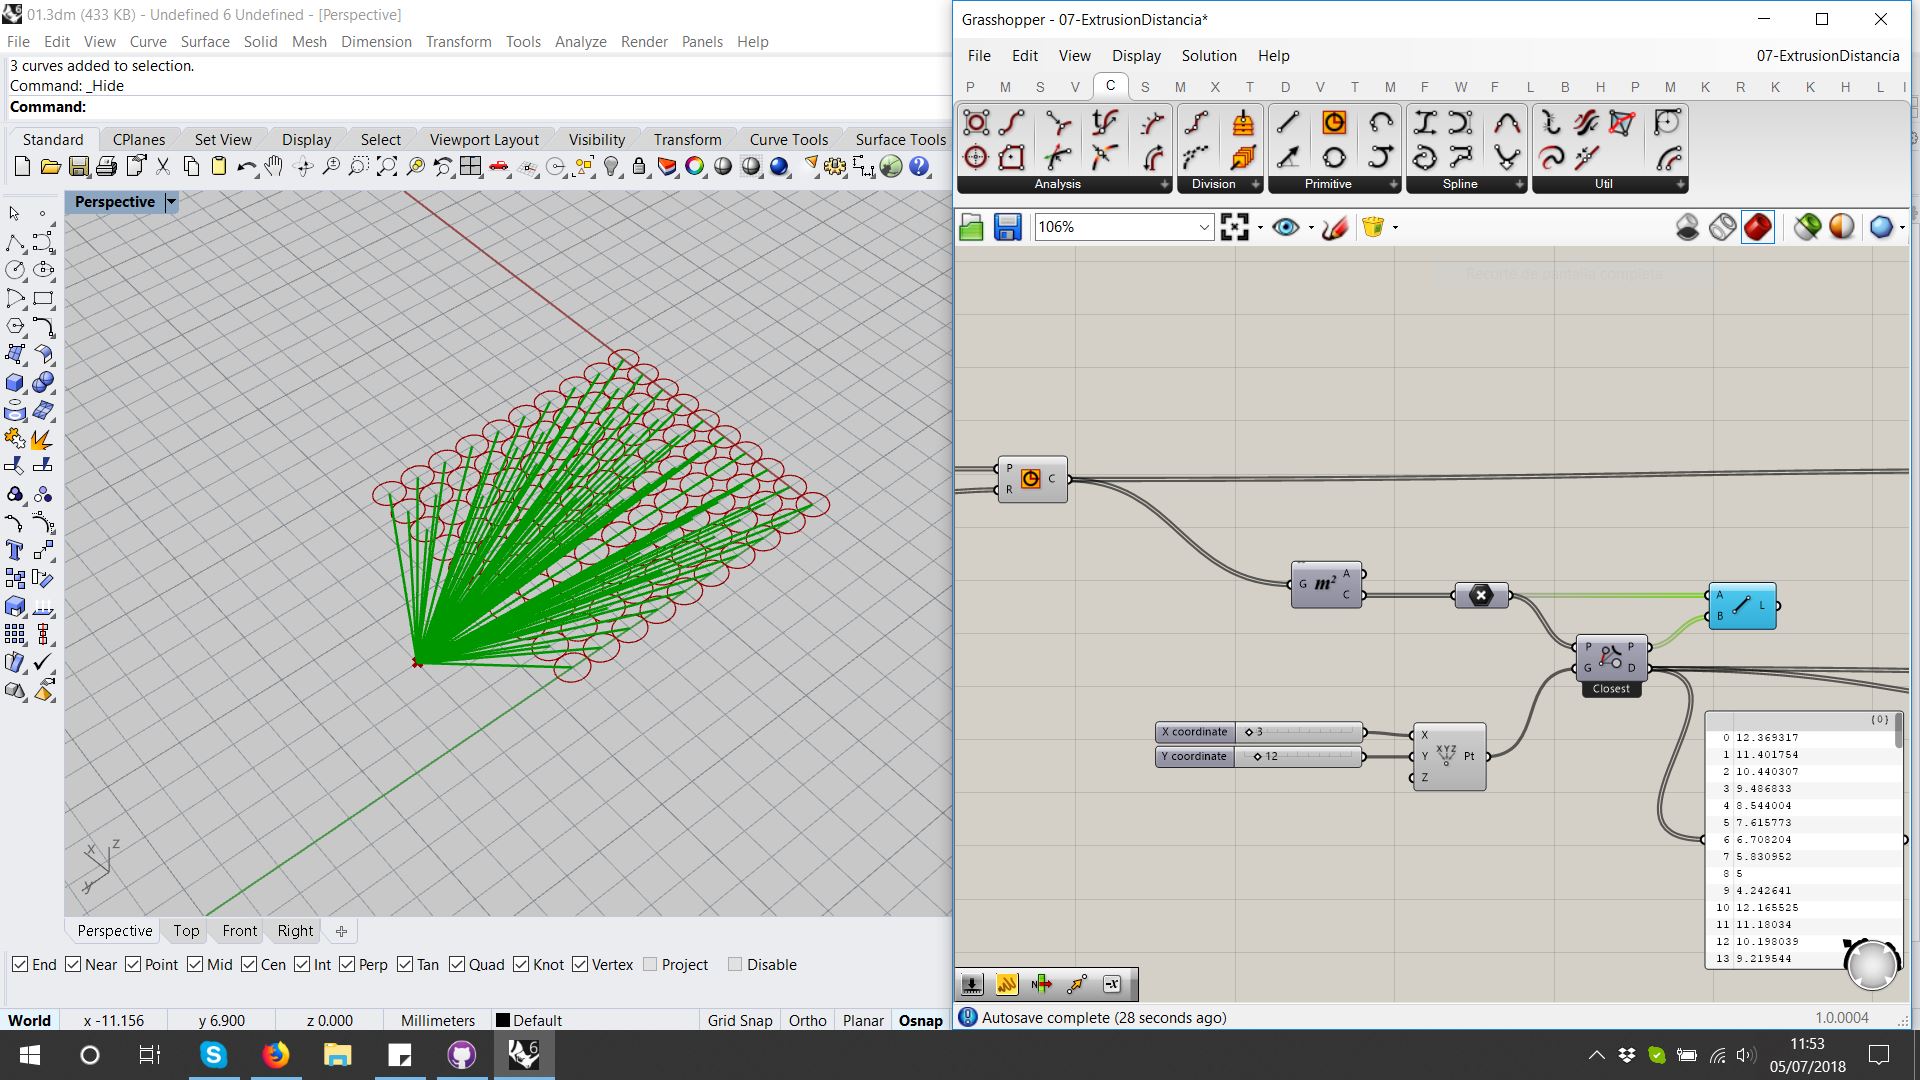 01.3dm (433 KB) - Undefined 6 Undefined - [Perspective]
File Edit View Curve Surface Solid Mesh Dimension Transform Tools Analyze Render Panels Help
3 curves added to selection.
Command: _Hide
Command:
Standard CPlanes Set View Display Select Viewport Layout Visibility Transform Curve Tools Surface Tools
Perspective
z
x
y
Perspective Top Front Right
End Near Point Mid Cen Int Perp Tan Quad Knot Vertex Project Disable
World x -11.156 y 6.900 z 0.000 Millimeters Default Grid Snap Ortho Planar Osnap
Grasshopper - 07-ExtrusionDistancia*
File Edit View Display Solution Help 07-ExtrusionDistancia
P M S V C S M X T D V T M F W F L B H P M K R K K H L I
Analysis Division Primitive Spline Util
106%
Recorte de pantalla completa
P
R
C
G m² A
C
A
B
L
P
G
P
D
Closest
X coordinate 3
Y coordinate 12
X
Y
Z
XYZ
Pt
{0}
0 12.369317
1 11.401754
2 10.440307
3 9.486833
4 8.544004
5 7.615773
6 6.708204
7 5.830952
8 5
9 4.242641
10 12.165525
11 11.18034
12 10.198039
13 9.219544
N
-x
Autosave complete (28 seconds ago) 1.0.0004
6
11:53
05/07/2018